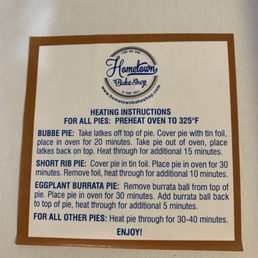 Hometown
Bake Shop
www.hometownbakeshop.com
HEATING INSTRUCTIONS
FOR ALL PIES: PREHEAT OVEN TO 325°F
BUBBE PIE: Take latkes off top of pie. Cover pie with tin foil,
place in oven for 20 minutes. Take pie out of oven, place
latkes back on top. Heat through for additional 15 minutes.
SHORT RIB PIE: Cover pie in tin foil. Place pie in oven for 30
minutes. Remove foil, heat through for additional 10 minutes.
EGGPLANT BURRATA PIE: Remove burrata ball from top of
pie. Place pie in oven for 30 minutes. Add burrata ball back
to top of pie, heat through for additional 5 minutes.
FOR ALL OTHER PIES: Heat pie through for 30-40 minutes.
ENJOY!